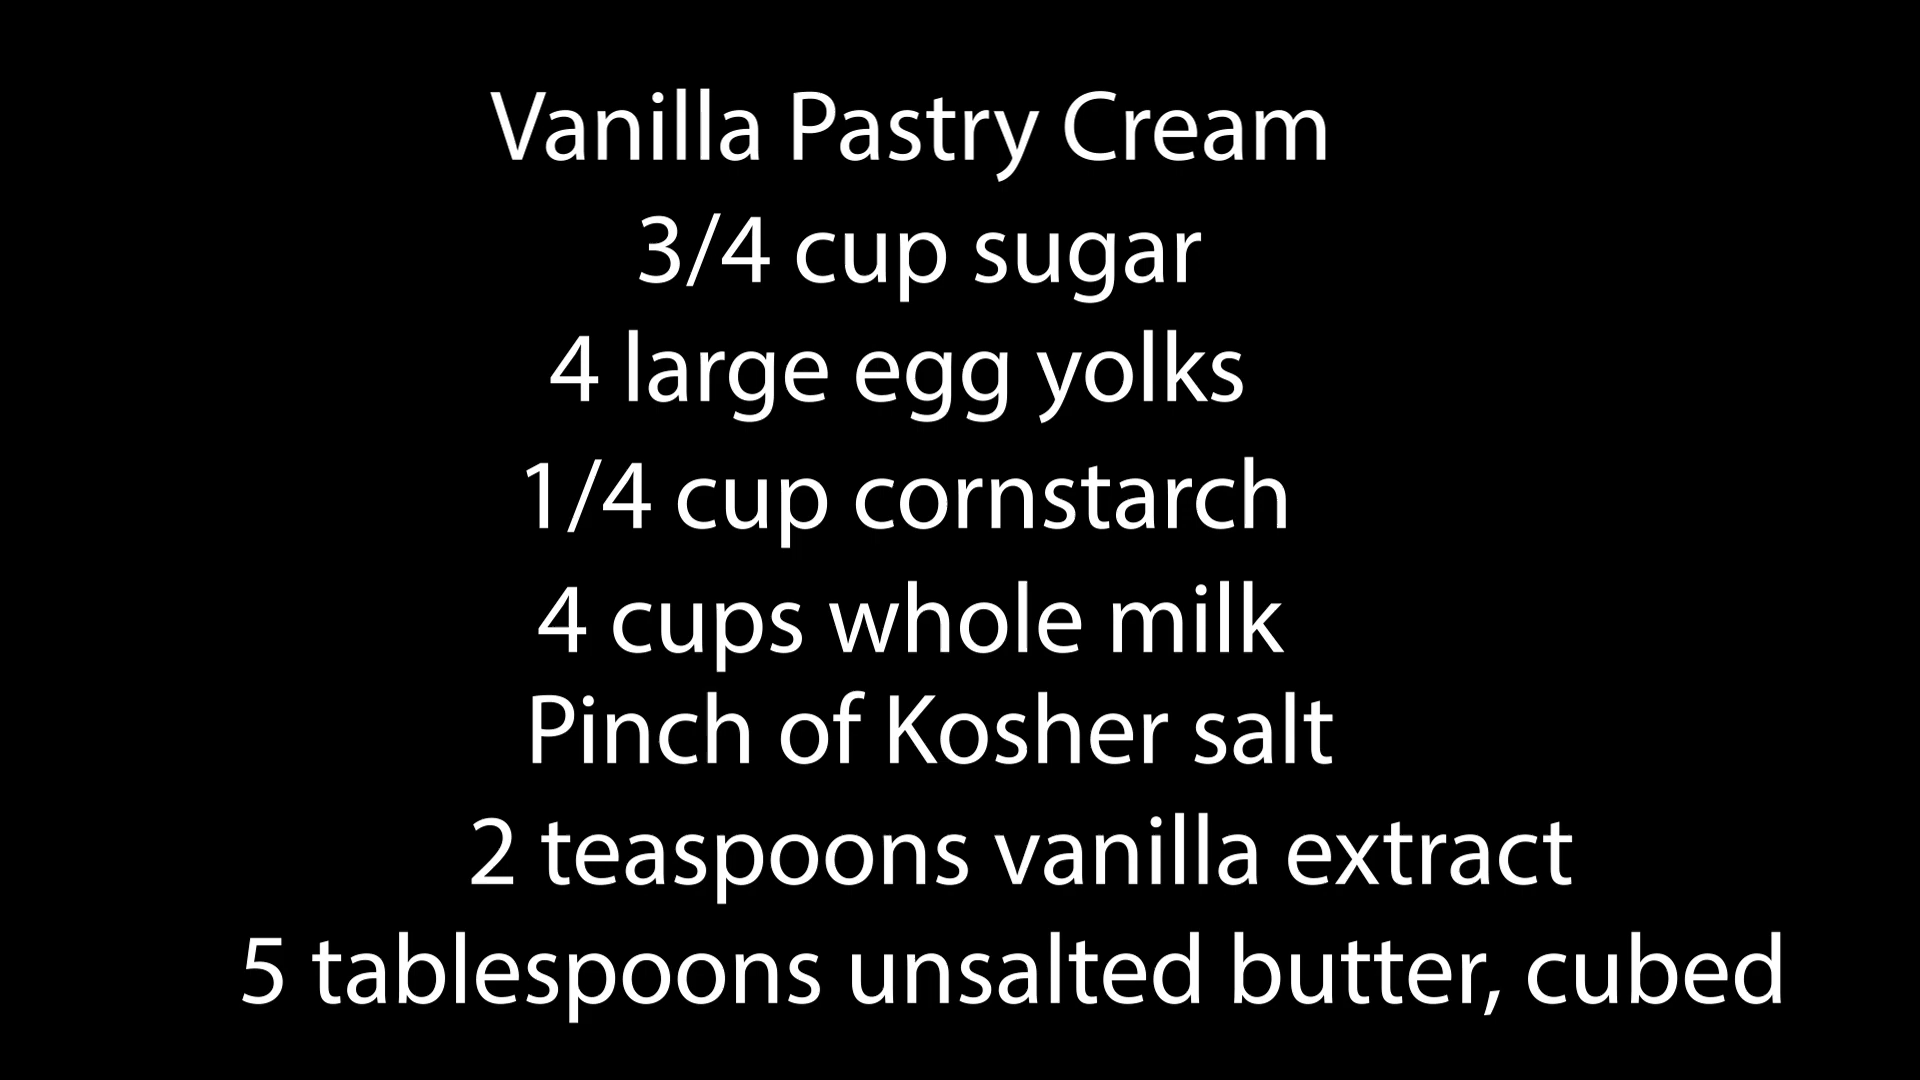 Vanilla Pastry Cream
3/4 cup sugar
4 large egg yolks
1/4 cup cornstarch
4 cups whole milk
Pinch of Kosher salt
2 teaspoons vanilla extract
5 tablespoons unsalted butter, cubed